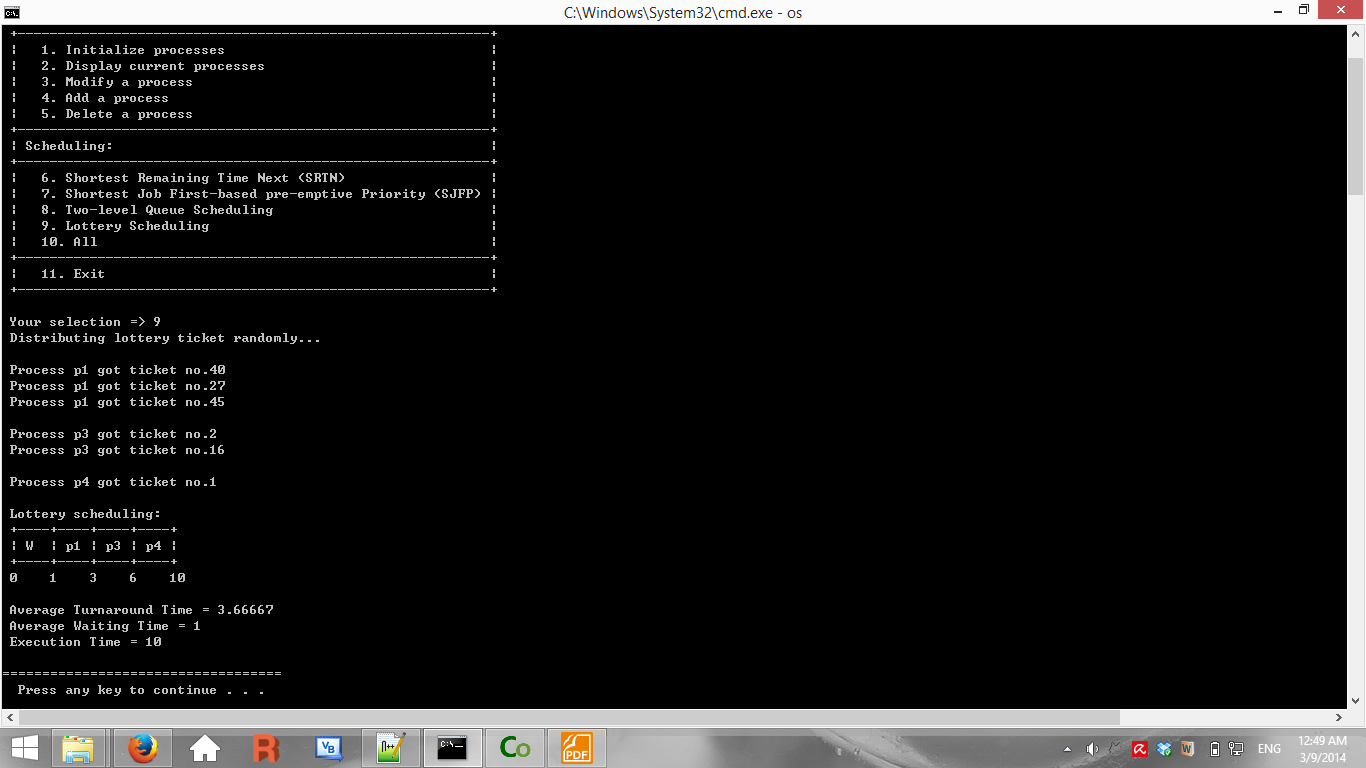 C:\Windows\System32\cmd.exe - os
+-----------------------------------------------------------+
¦   1. Initialize processes                                 ¦
¦   2. Display current processes                            ¦
¦   3. Modify a process                                     ¦
¦   4. Add a process                                        ¦
¦   5. Delete a process                                     ¦
+-----------------------------------------------------------+
¦ Scheduling:                                               ¦
+-----------------------------------------------------------+
¦   6. Shortest Remaining Time Next (SRTN)                  ¦
¦   7. Shortest Job First-based pre-emptive Priority (SJFP) ¦
¦   8. Two-level Queue Scheduling                           ¦
¦   9. Lottery Scheduling                                   ¦
¦   10. All                                                 ¦
+-----------------------------------------------------------+
¦   11. Exit                                                ¦
+-----------------------------------------------------------+
Your selection => 9
Distributing lottery ticket randomly...
Process p1 got ticket no.40
Process p1 got ticket no.27
Process p1 got ticket no.45
Process p3 got ticket no.2
Process p3 got ticket no.16
Process p4 got ticket no.1
Lottery scheduling:
+----+----+----+----+
¦ W  ¦ p1 ¦ p3 ¦ p4 ¦
+----+----+----+----+
0    1    3    6    10
Average Turnaround Time = 3.66667
Average Waiting Time = 1
Execution Time = 10
===================================
Press any key to continue . . .
ENG
12:49 AM
3/9/2014